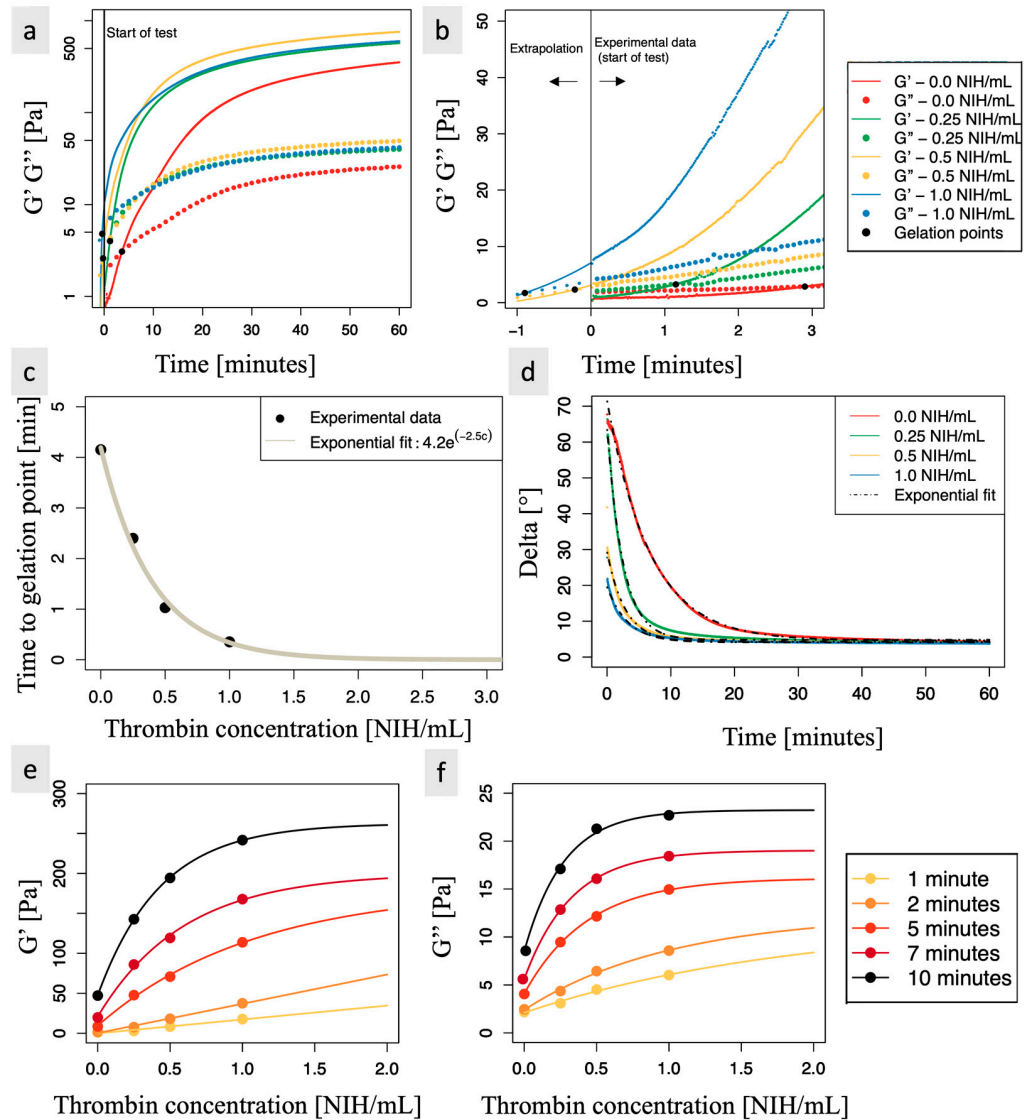 a
Start of test
1
5
10
50
500
G' G'' [Pa]
0
10
20
30
40
50
60
Time [minutes]
b
Extrapolation
Experimental data
(start of test)
0
10
20
30
40
50
G' G'' [Pa]
−1
0
0
1
2
3
Time [minutes]
G' − 0.0 NIH/mL
G'' − 0.0 NIH/mL
G' − 0.25 NIH/mL
G'' − 0.25 NIH/mL
G' − 0.5 NIH/mL
G'' − 0.5 NIH/mL
G' − 1.0 NIH/mL
G'' − 1.0 NIH/mL
Gelation points
c
Experimental data
Exponential fit : 4.2e^(−2.5c)
0
1
2
3
4
5
Time to gelation point [min]
0.0
0.5
1.0
1.5
2.0
2.5
3.0
Thrombin concentration [NIH/mL]
d
0.0 NIH/mL
0.25 NIH/mL
0.5 NIH/mL
1.0 NIH/mL
Exponential fit
0
10
20
30
40
50
60
70
Delta [°]
0
10
20
30
40
50
60
Time [minutes]
e
0
50
100
200
300
G' [Pa]
0.0
0.5
1.0
1.5
2.0
Thrombin concentration [NIH/mL]
f
0
5
10
15
20
25
G'' [Pa]
0.0
0.5
1.0
1.5
2.0
Thrombin concentration [NIH/mL]
1 minute
2 minutes
5 minutes
7 minutes
10 minutes